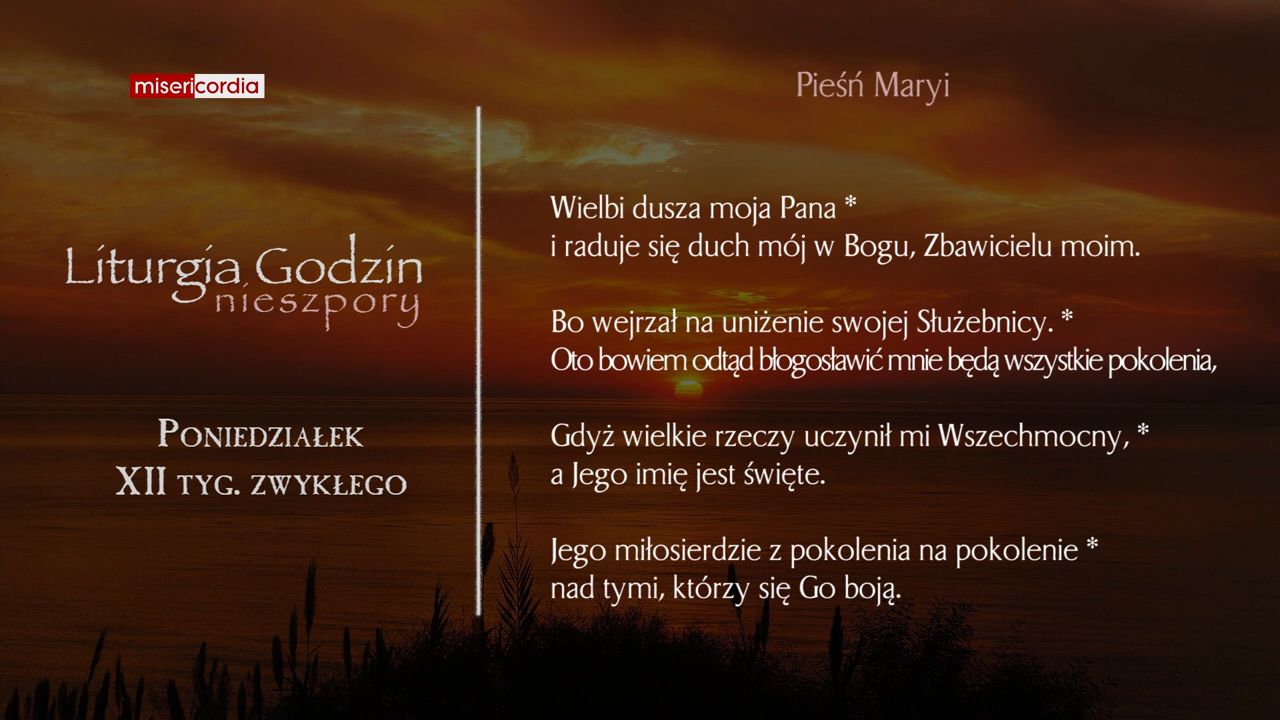 misericordia
Liturgia Godzin
nieszpory
Poniedziałek
XII tyg. zwykłego
Pieśń Maryi
Wielbi dusza moja Pana *
i raduje się duch mój w Bogu, Zbawicielu moim.
Bo wejrzał na uniżenie swojej Służebnicy. *
Oto bowiem odtąd błogosławić mnie będą wszystkie pokolenia,
Gdyż wielkie rzeczy uczynił mi Wszechmocny, *
a Jego imię jest święte.
Jego miłosierdzie z pokolenia na pokolenie *
nad tymi, którzy się Go boją.